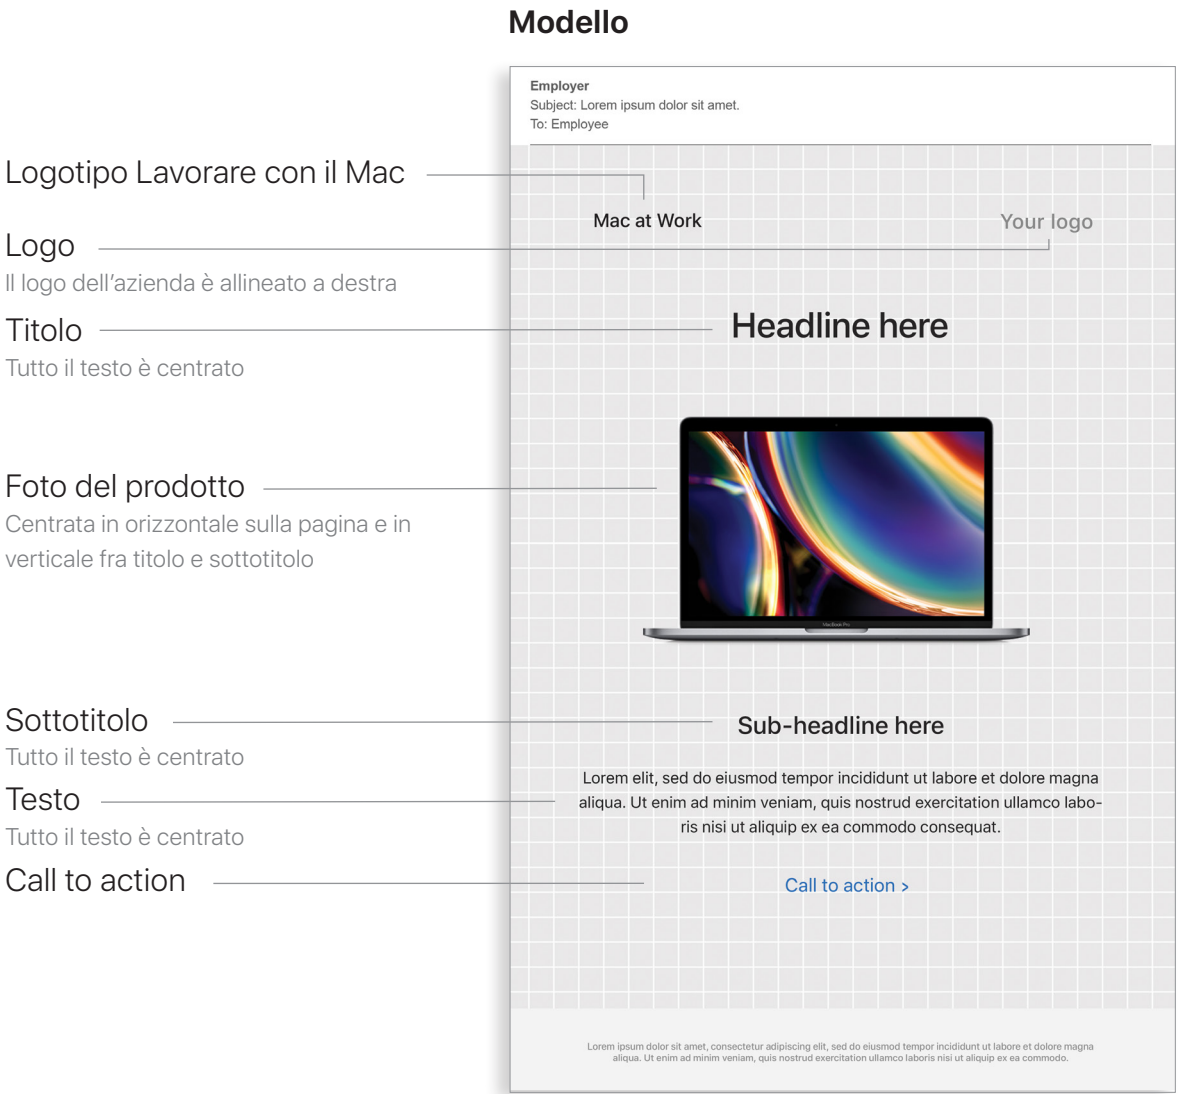 Modello
Employer
Subject: Lorem ipsum dolor sit amet.
To: Employee
Logotipo Lavorare con il Mac
Mac at Work
Your logo
Logo
Il logo dell’azienda è allineato a destra
Titolo
Tutto il testo è centrato
Headline here
Foto del prodotto
Centrata in orizzontale sulla pagina e in
verticale fra titolo e sottotitolo
MacBook Pro
Sottotitolo
Tutto il testo è centrato
Sub-headline here
Testo
Tutto il testo è centrato
Lorem elit, sed do eiusmod tempor incididunt ut labore et dolore magna
aliqua. Ut enim ad minim veniam, quis nostrud exercitation ullamco labo-
ris nisi ut aliquip ex ea commodo consequat.
Call to action
Call to action >
Lorem ipsum dolor sit amet, consectetur adipiscing elit, sed do eiusmod tempor incididunt ut labore et dolore magna
aliqua. Ut enim ad minim veniam, quis nostrud exercitation ullamco laboris nisi ut aliquip ex ea commodo.